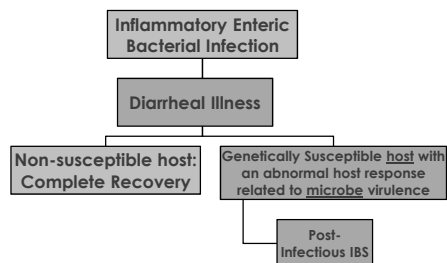 Inflammatory Enteric
Bacterial Infection
Diarrheal Illness
Non-susceptible host:
Complete Recovery
Genetically Susceptible host with
an abnormal host response
related to microbe virulence
Post-
Infectious IBS